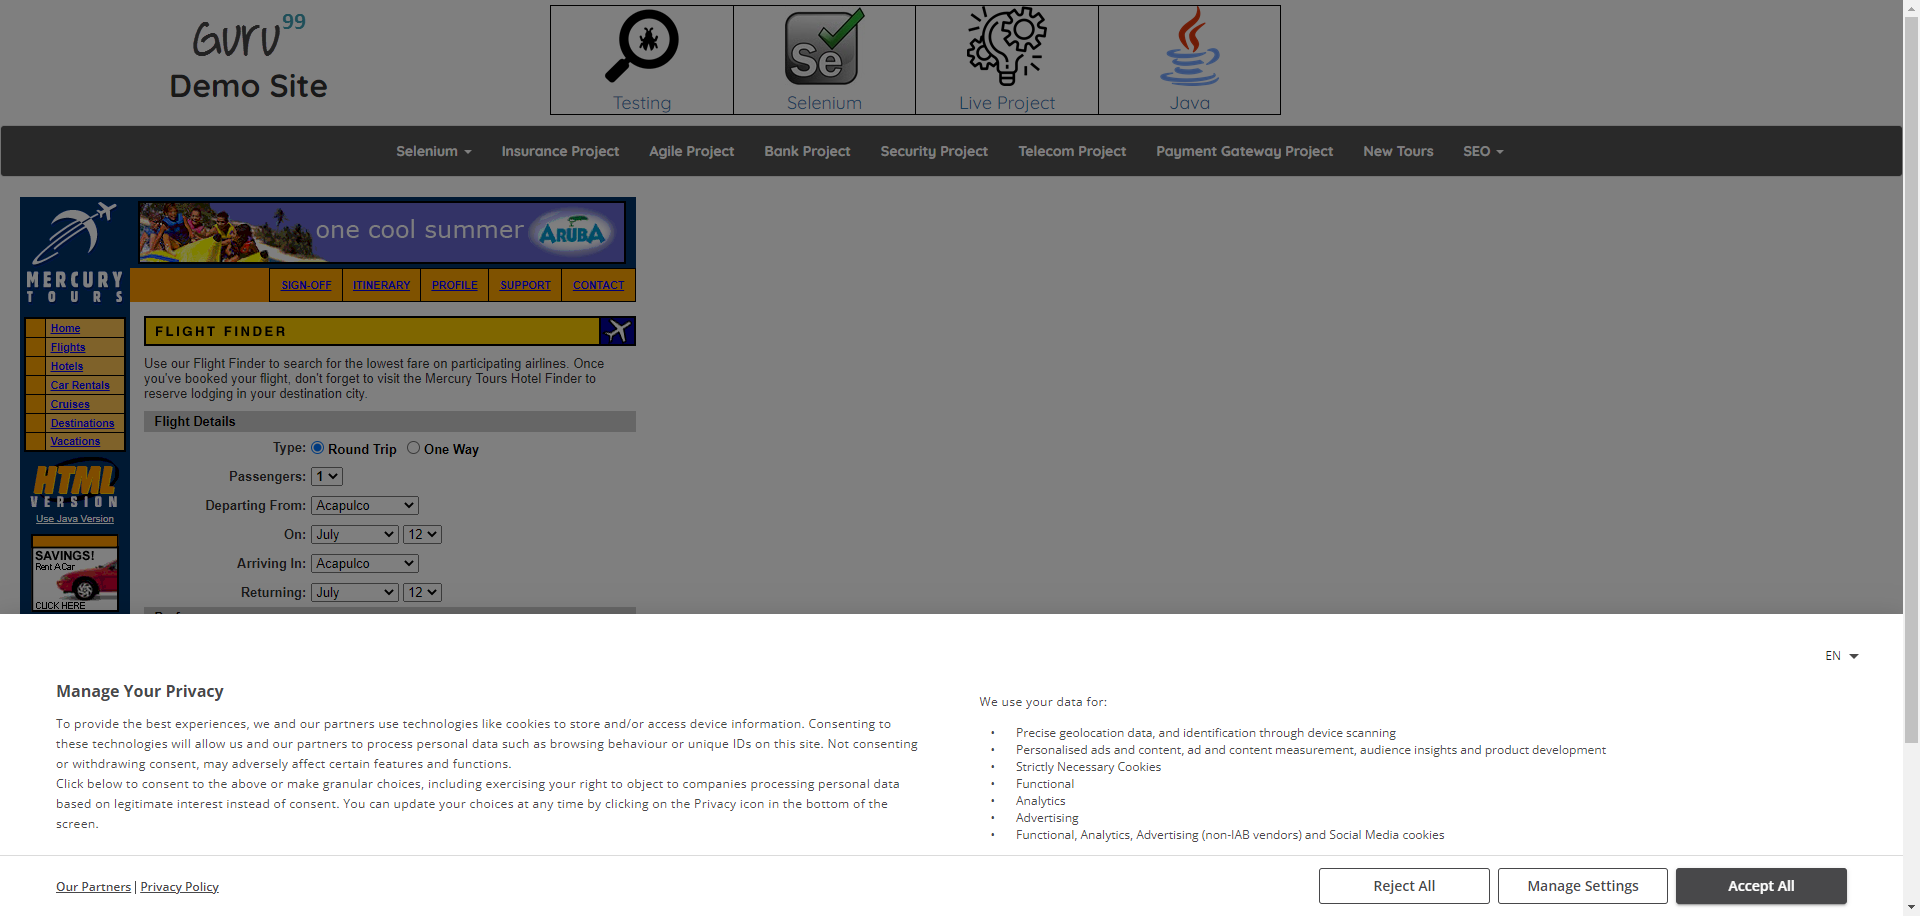 Guru99
Demo Site
Testing
Selenium
Live Project
Java
Selenium
Insurance Project
Agile Project
Bank Project
Security Project
Telecom Project
Payment Gateway Project
New Tours
SEO
one cool summer
ARUBA
MERCURY
TOURS
SIGN-OFF
ITINERARY
PROFILE
SUPPORT
CONTACT
Home
Flights
Hotels
Car Rentals
Cruises
Destinations
Vacations
HTML
VERSION
Use Java Version
SAVINGS!
Rent A Car
CLICK HERE
FLIGHT FINDER
Use our Flight Finder to search for the lowest fare on participating airlines. Once
you've booked your flight, don't forget to visit the Mercury Tours Hotel Finder to
reserve lodging in your destination city.
Flight Details
Type: Round Trip One Way
Passengers: 1
Departing From: Acapulco
On: July 12
Arriving In: Acapulco
Returning: July 12
EN
Manage Your Privacy
To provide the best experiences, we and our partners use technologies like cookies to store and/or access device information. Consenting to
these technologies will allow us and our partners to process personal data such as browsing behaviour or unique IDs on this site. Not consenting
or withdrawing consent, may adversely affect certain features and functions.
Click below to consent to the above or make granular choices, including exercising your right to object to companies processing personal data
based on legitimate interest instead of consent. You can update your choices at any time by clicking on the Privacy icon in the bottom of the
screen.
We use your data for:
• Precise geolocation data, and identification through device scanning
• Personalised ads and content, ad and content measurement, audience insights and product development
• Strictly Necessary Cookies
• Functional
• Analytics
• Advertising
• Functional, Analytics, Advertising (non-IAB vendors) and Social Media cookies
Our Partners | Privacy Policy
Reject All
Manage Settings
Accept All